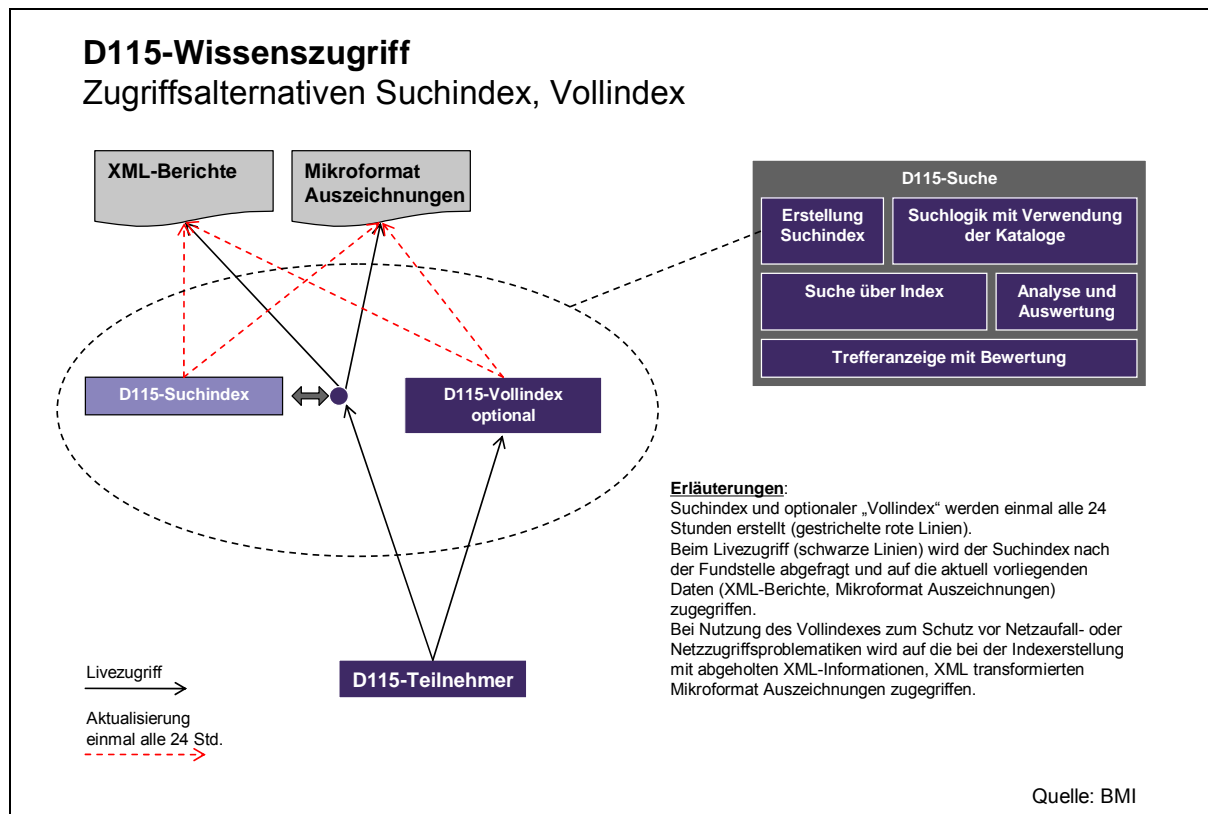 D115-Wissenszugriff
Zugriffsalternativen Suchindex, Vollindex
XML-Berichte
Mikroformat
Auszeichnungen
D115-Suche
Erstellung
Suchindex
Suchlogik mit Verwendung
der Kataloge
Suche über Index
Analyse und
Auswertung
Trefferanzeige mit Bewertung
D115-Suchindex
D115-Vollindex
optional
Erläuterungen:
Suchindex und optionaler „Vollindex“ werden einmal alle 24
Stunden erstellt (gestrichelte rote Linien).
Beim Livezugriff (schwarze Linien) wird der Suchindex nach
der Fundstelle abgefragt und auf die aktuell vorliegenden
Daten (XML-Berichte, Mikroformat Auszeichnungen)
zugegriffen.
Bei Nutzung des Vollindexes zum Schutz vor Netzaufall- oder
Netzzugriffsproblematiken wird auf die bei der Indexerstellung
mit abgeholten XML-Informationen, XML transformierten
Mikroformat Auszeichnungen zugegriffen.
D115-Teilnehmer
Livezugriff
Aktualisierung
einmal alle 24 Std.
Quelle: BMI